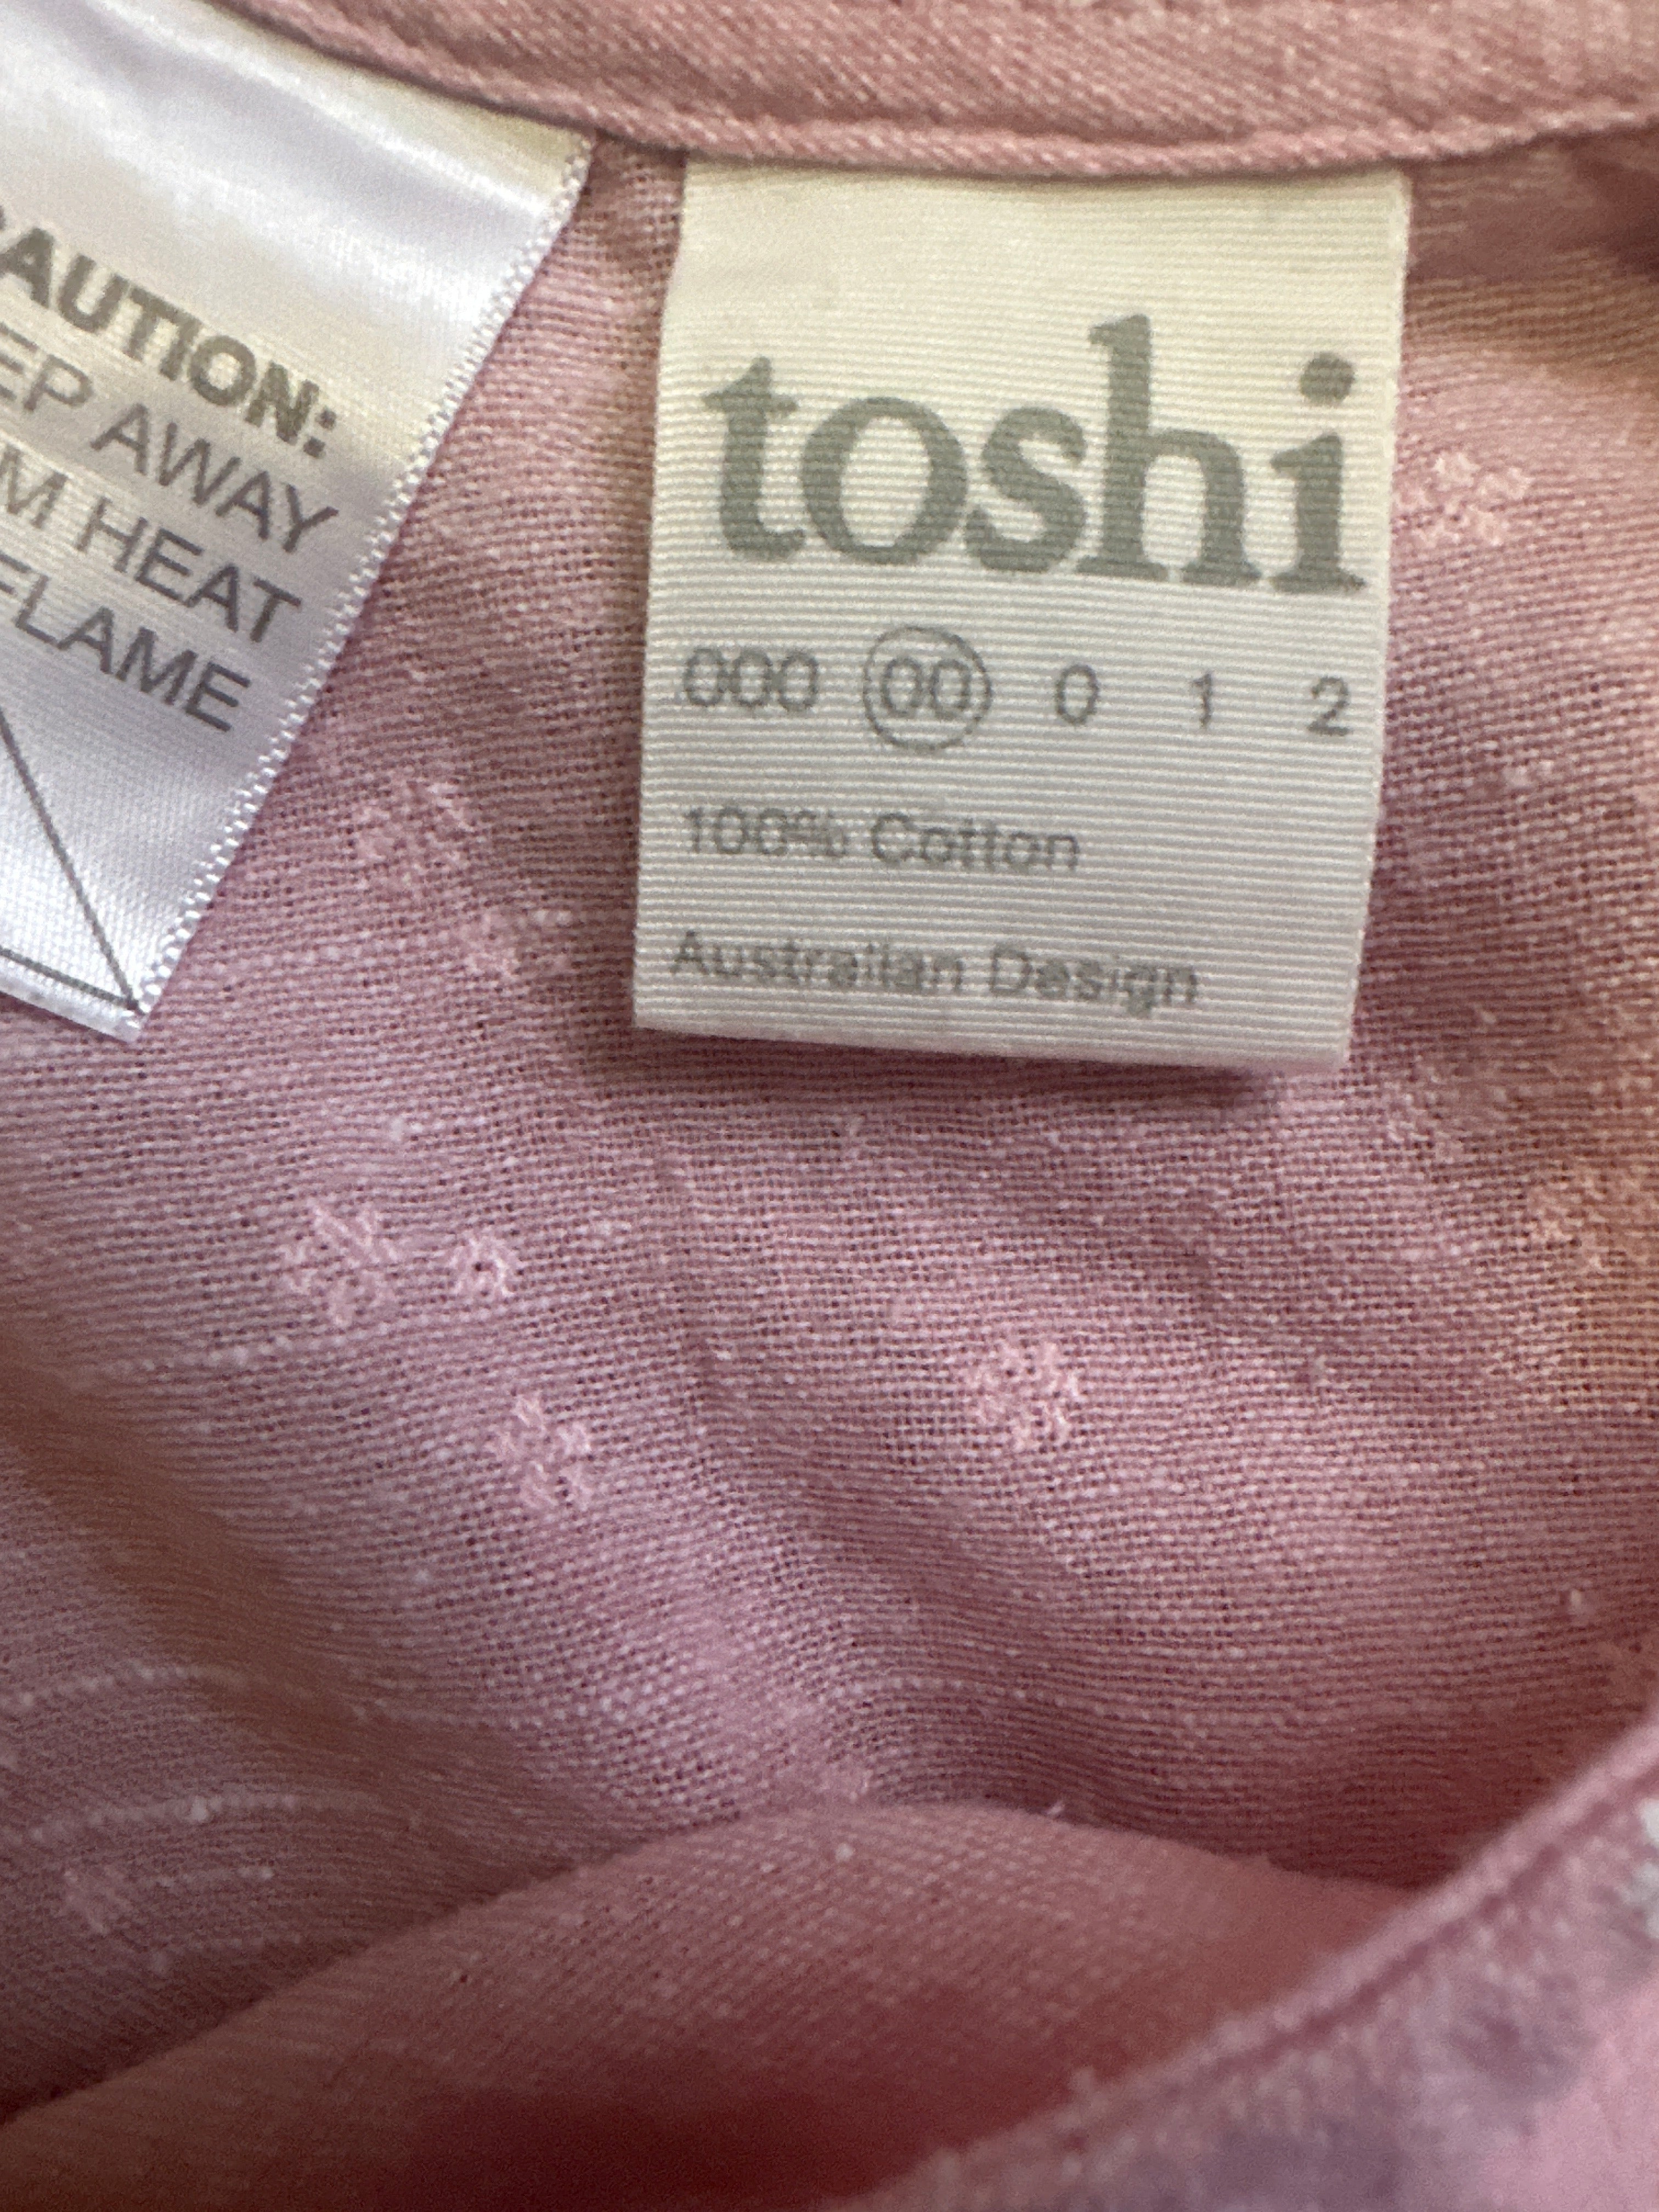 AUTION:
EP AWAY
M HEAT
FLAME
toshi
000 00 0 1 2
100% Cotton
Australian Design